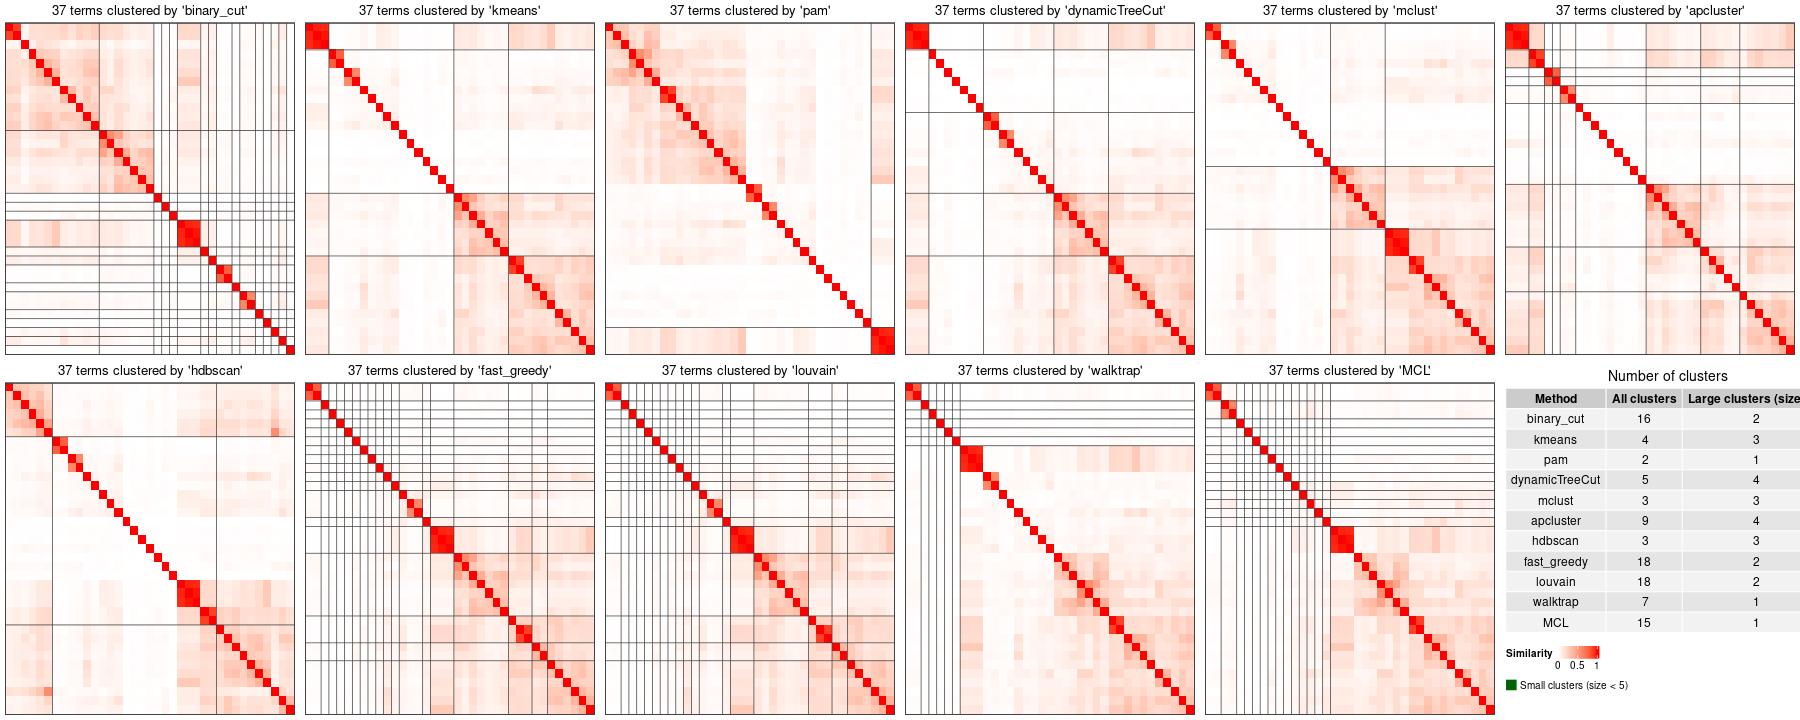 37 terms clustered by 'binary_cut'
37 terms clustered by 'kmeans'
37 terms clustered by 'pam'
37 terms clustered by 'dynamicTreeCut'
37 terms clustered by 'mclust'
37 terms clustered by 'apcluster'
37 terms clustered by 'hdbscan'
37 terms clustered by 'fast_greedy'
37 terms clustered by 'louvain'
37 terms clustered by 'walktrap'
37 terms clustered by 'MCL'
Number of clusters
Method All clusters Large clusters (size
binary_cut 16 2
kmeans 4 3
pam 2 1
dynamicTreeCut 5 4
mclust 3 3
apcluster 9 4
hdbscan 3 3
fast_greedy 18 2
louvain 18 2
walktrap 7 1
MCL 15 1
Similarity
0 0.5 1
Small clusters (size < 5)